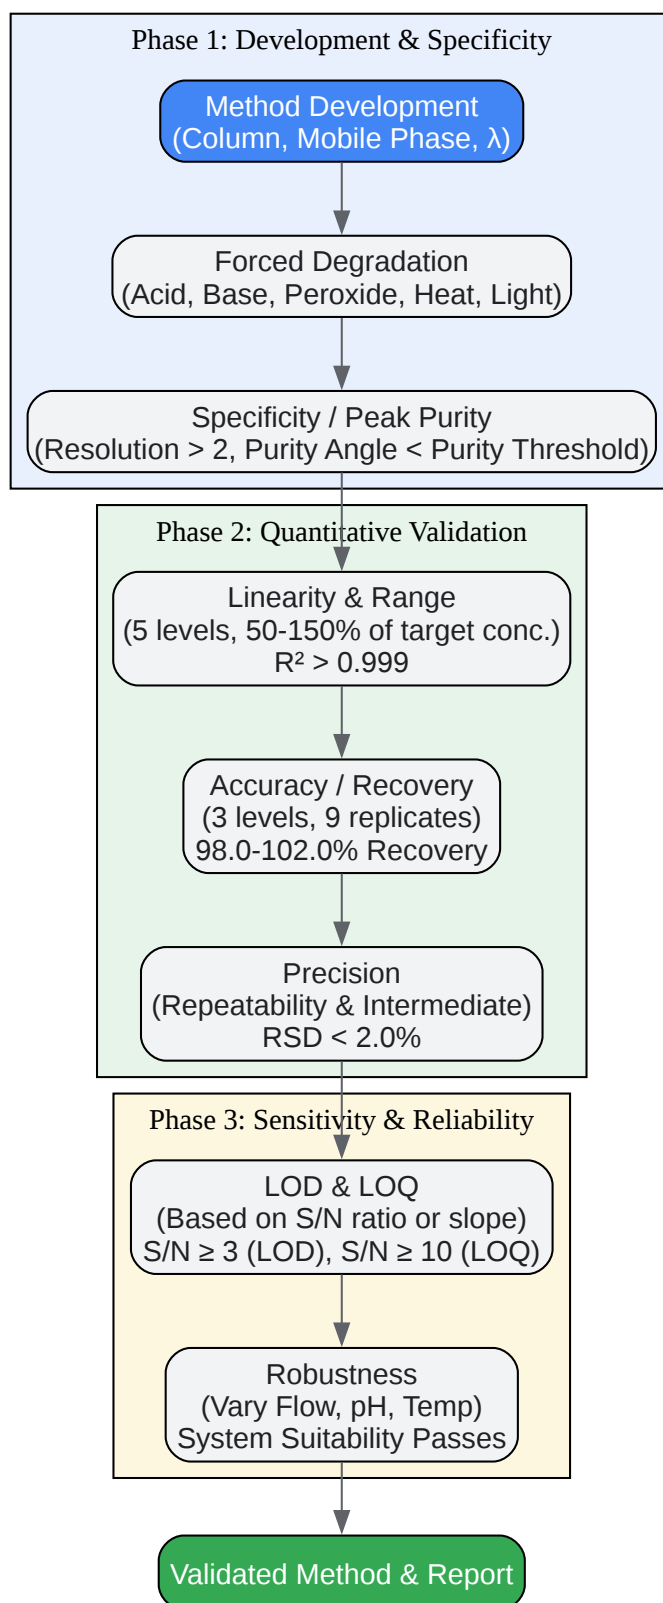 Phase 1: Development & Specificity
Method Development
(Column, Mobile Phase, λ)
Forced Degradation
(Acid, Base, Peroxide, Heat, Light)
Specificity / Peak Purity
(Resolution > 2, Purity Angle < Purity Threshold)
Phase 2: Quantitative Validation
Linearity & Range
(5 levels, 50-150% of target conc.)
R² > 0.999
Accuracy / Recovery
(3 levels, 9 replicates)
98.0-102.0% Recovery
Precision
(Repeatability & Intermediate)
RSD < 2.0%
Phase 3: Sensitivity & Reliability
LOD & LOQ
(Based on S/N ratio or slope)
S/N ≥ 3 (LOD), S/N ≥ 10 (LOQ)
Robustness
(Vary Flow, pH, Temp)
System Suitability Passes
Validated Method & Report